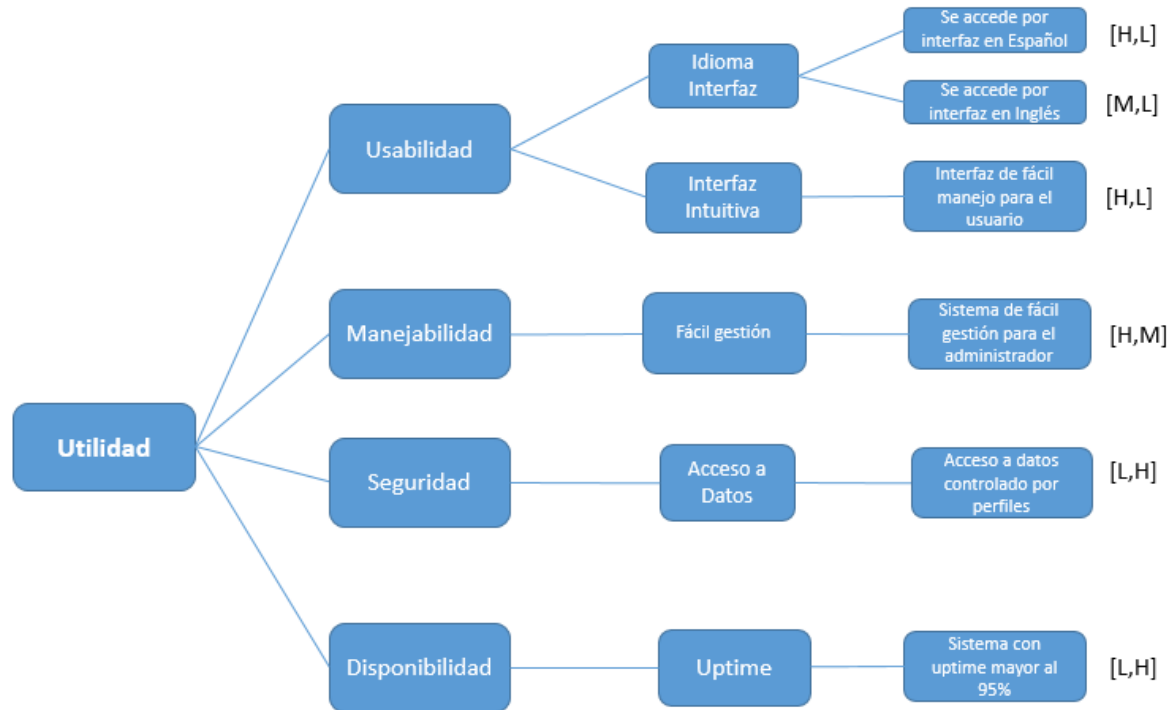 Se accede por
interfaz en Español
[H,L]
Idioma
Interfaz
Se accede por
interfaz en Inglés
[M,L]
Usabilidad
Interfaz
Intuitiva
Interfaz de fácil
manejo para el
usuario
[H,L]
Manejabilidad
Fácil gestión
Sistema de fácil
gestión para el
administrador
[H,M]
Utilidad
Seguridad
Acceso a
Datos
Acceso a datos
controlado por
perfiles
[L,H]
Disponibilidad
Uptime
Sistema con
uptime mayor al
95%
[L,H]